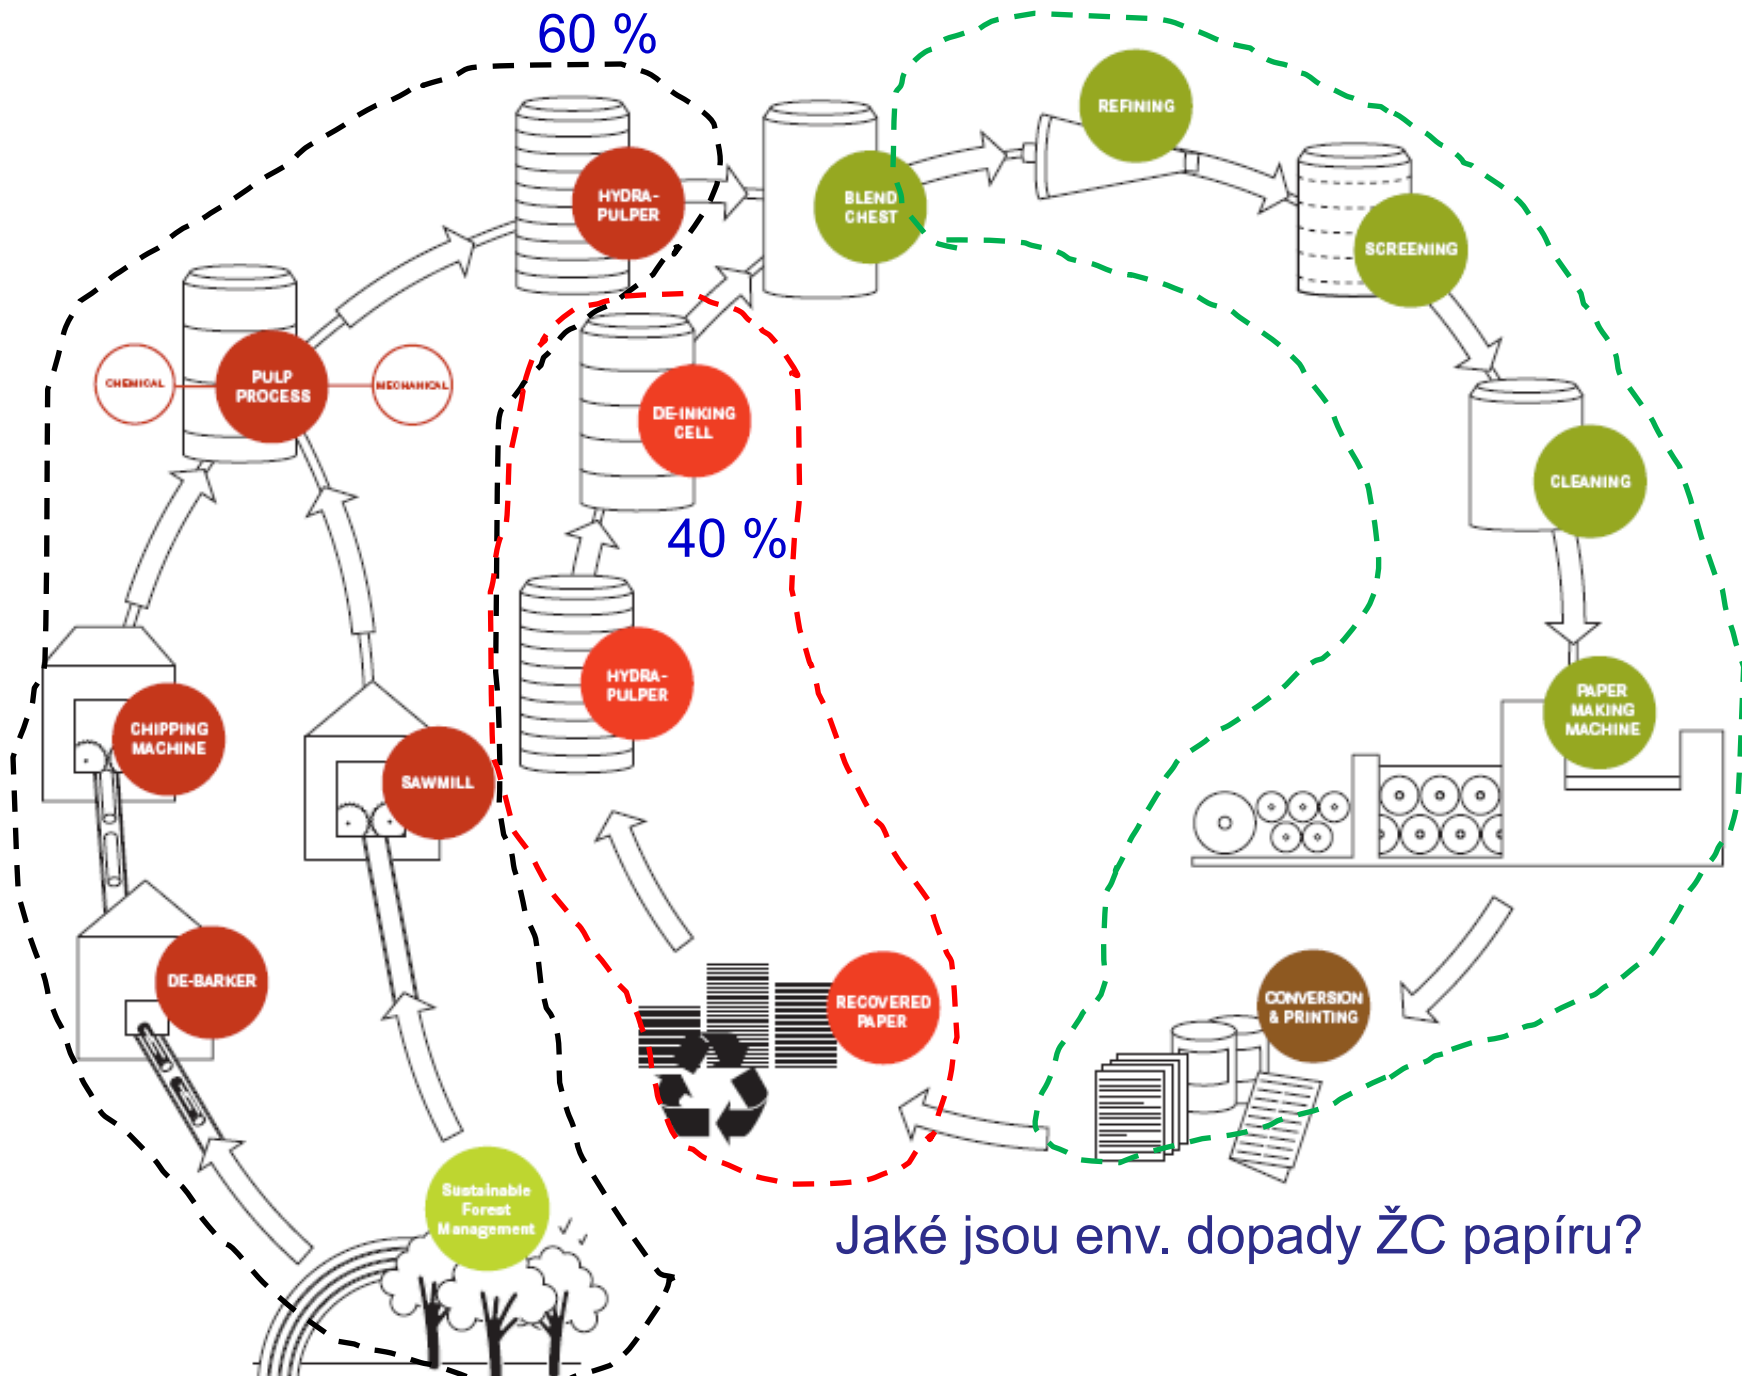 60 %
REFINING
HYDRA-
PULPER
BLEND
CHEST
SCREENING
CHEMICAL
PULP
PROCESS
MECHANICAL
DE-INKING
CELL
40 %
CLEANING
HYDRA-
PULPER
PAPER
MAKING
MACHINE
CHIPPING
MACHINE
SAWMILL
DE-BARKER
RECOVERED
PAPER
CONVERSION
& PRINTING
Sustainable
Forest
Management
Jaké jsou env. dopady ŽC papíru?